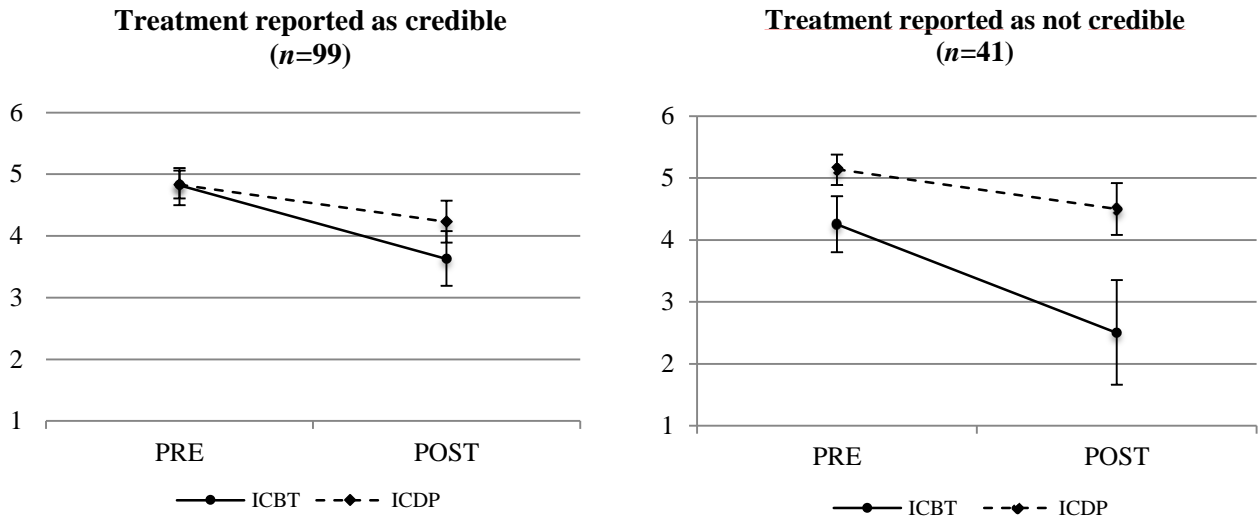 Treatment reported as credible
(n=99)
6
5
4
3
2
1
PRE POST
ICBT ICDP
Treatment reported as not credible
(n=41)
6
5
4
3
2
1
PRE POST
ICBT ICDP